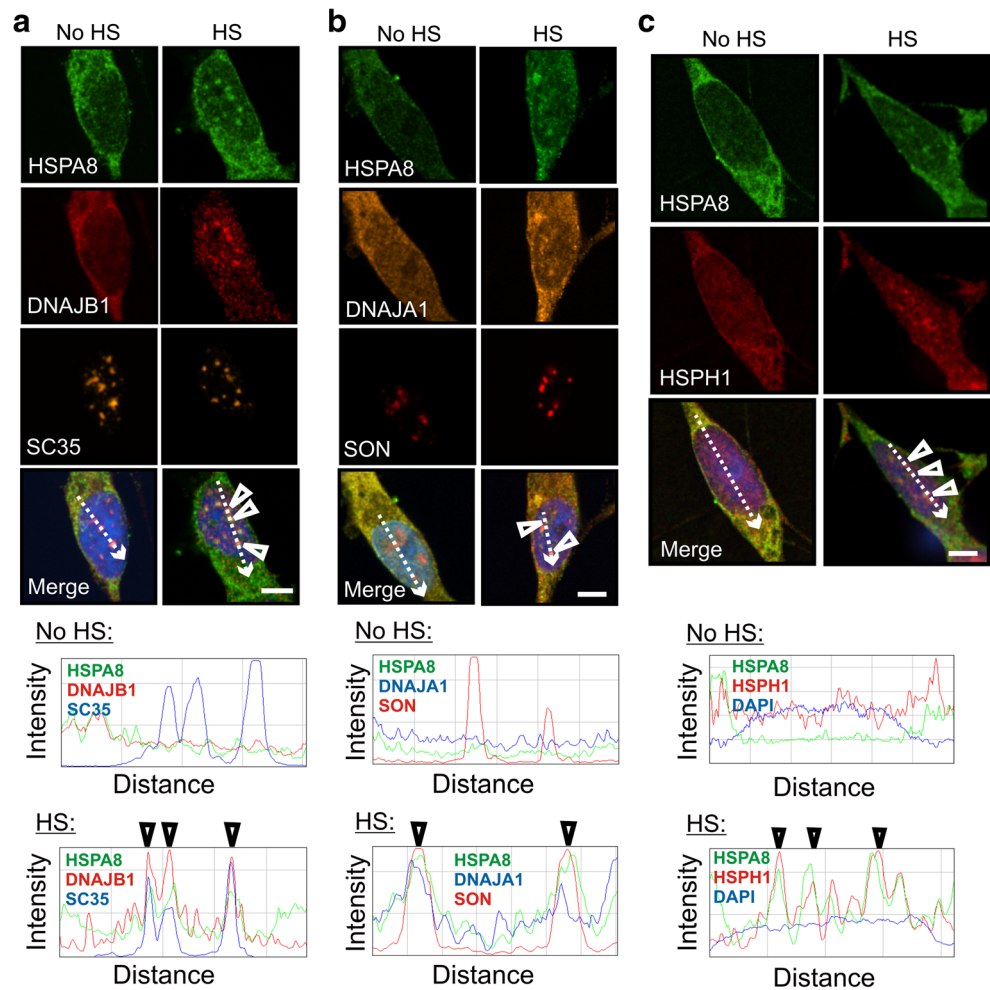 a
No HS
HS
HSPA8
DNAJB1
SC35
Merge
No HS:
HSPA8
DNAJB1
SC35
Intensity
Distance
HS:
HSPA8
DNAJB1
SC35
Intensity
Distance
b
No HS
HS
HSPA8
DNAJA1
SON
Merge
No HS:
HSPA8
DNAJA1
SON
Intensity
Distance
HS:
HSPA8
DNAJA1
SON
Intensity
Distance
c
No HS
HS
HSPA8
HSPH1
Merge
No HS:
HSPA8
HSPH1
DAPI
Intensity
Distance
HS:
HSPA8
HSPH1
DAPI
Intensity
Distance